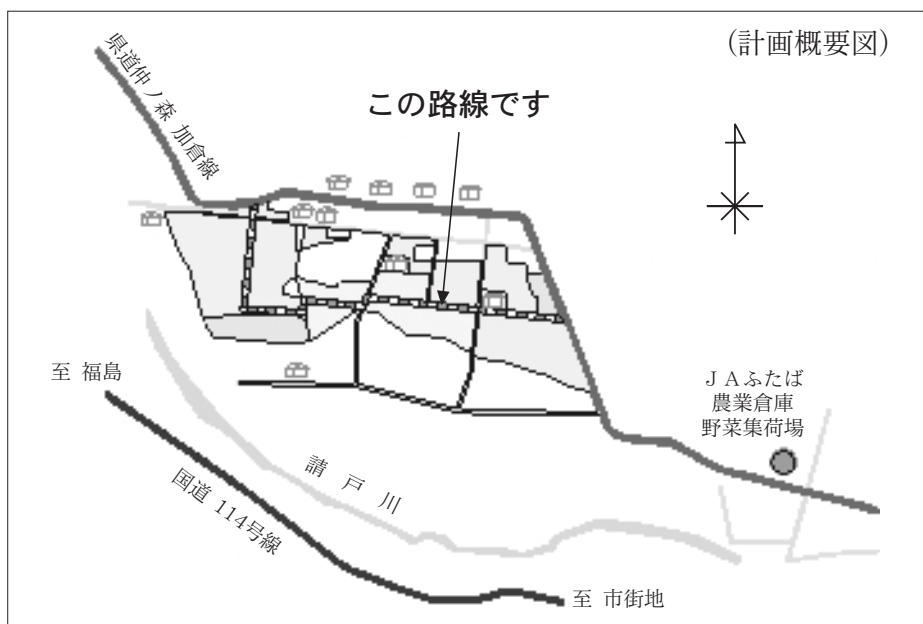 (計画概要図)
この路線です
県道仲ノ森 加倉線
至 福島
ＪＡふたば
農業倉庫
野菜集荷場
請戸川
国道 114号線
至 市街地